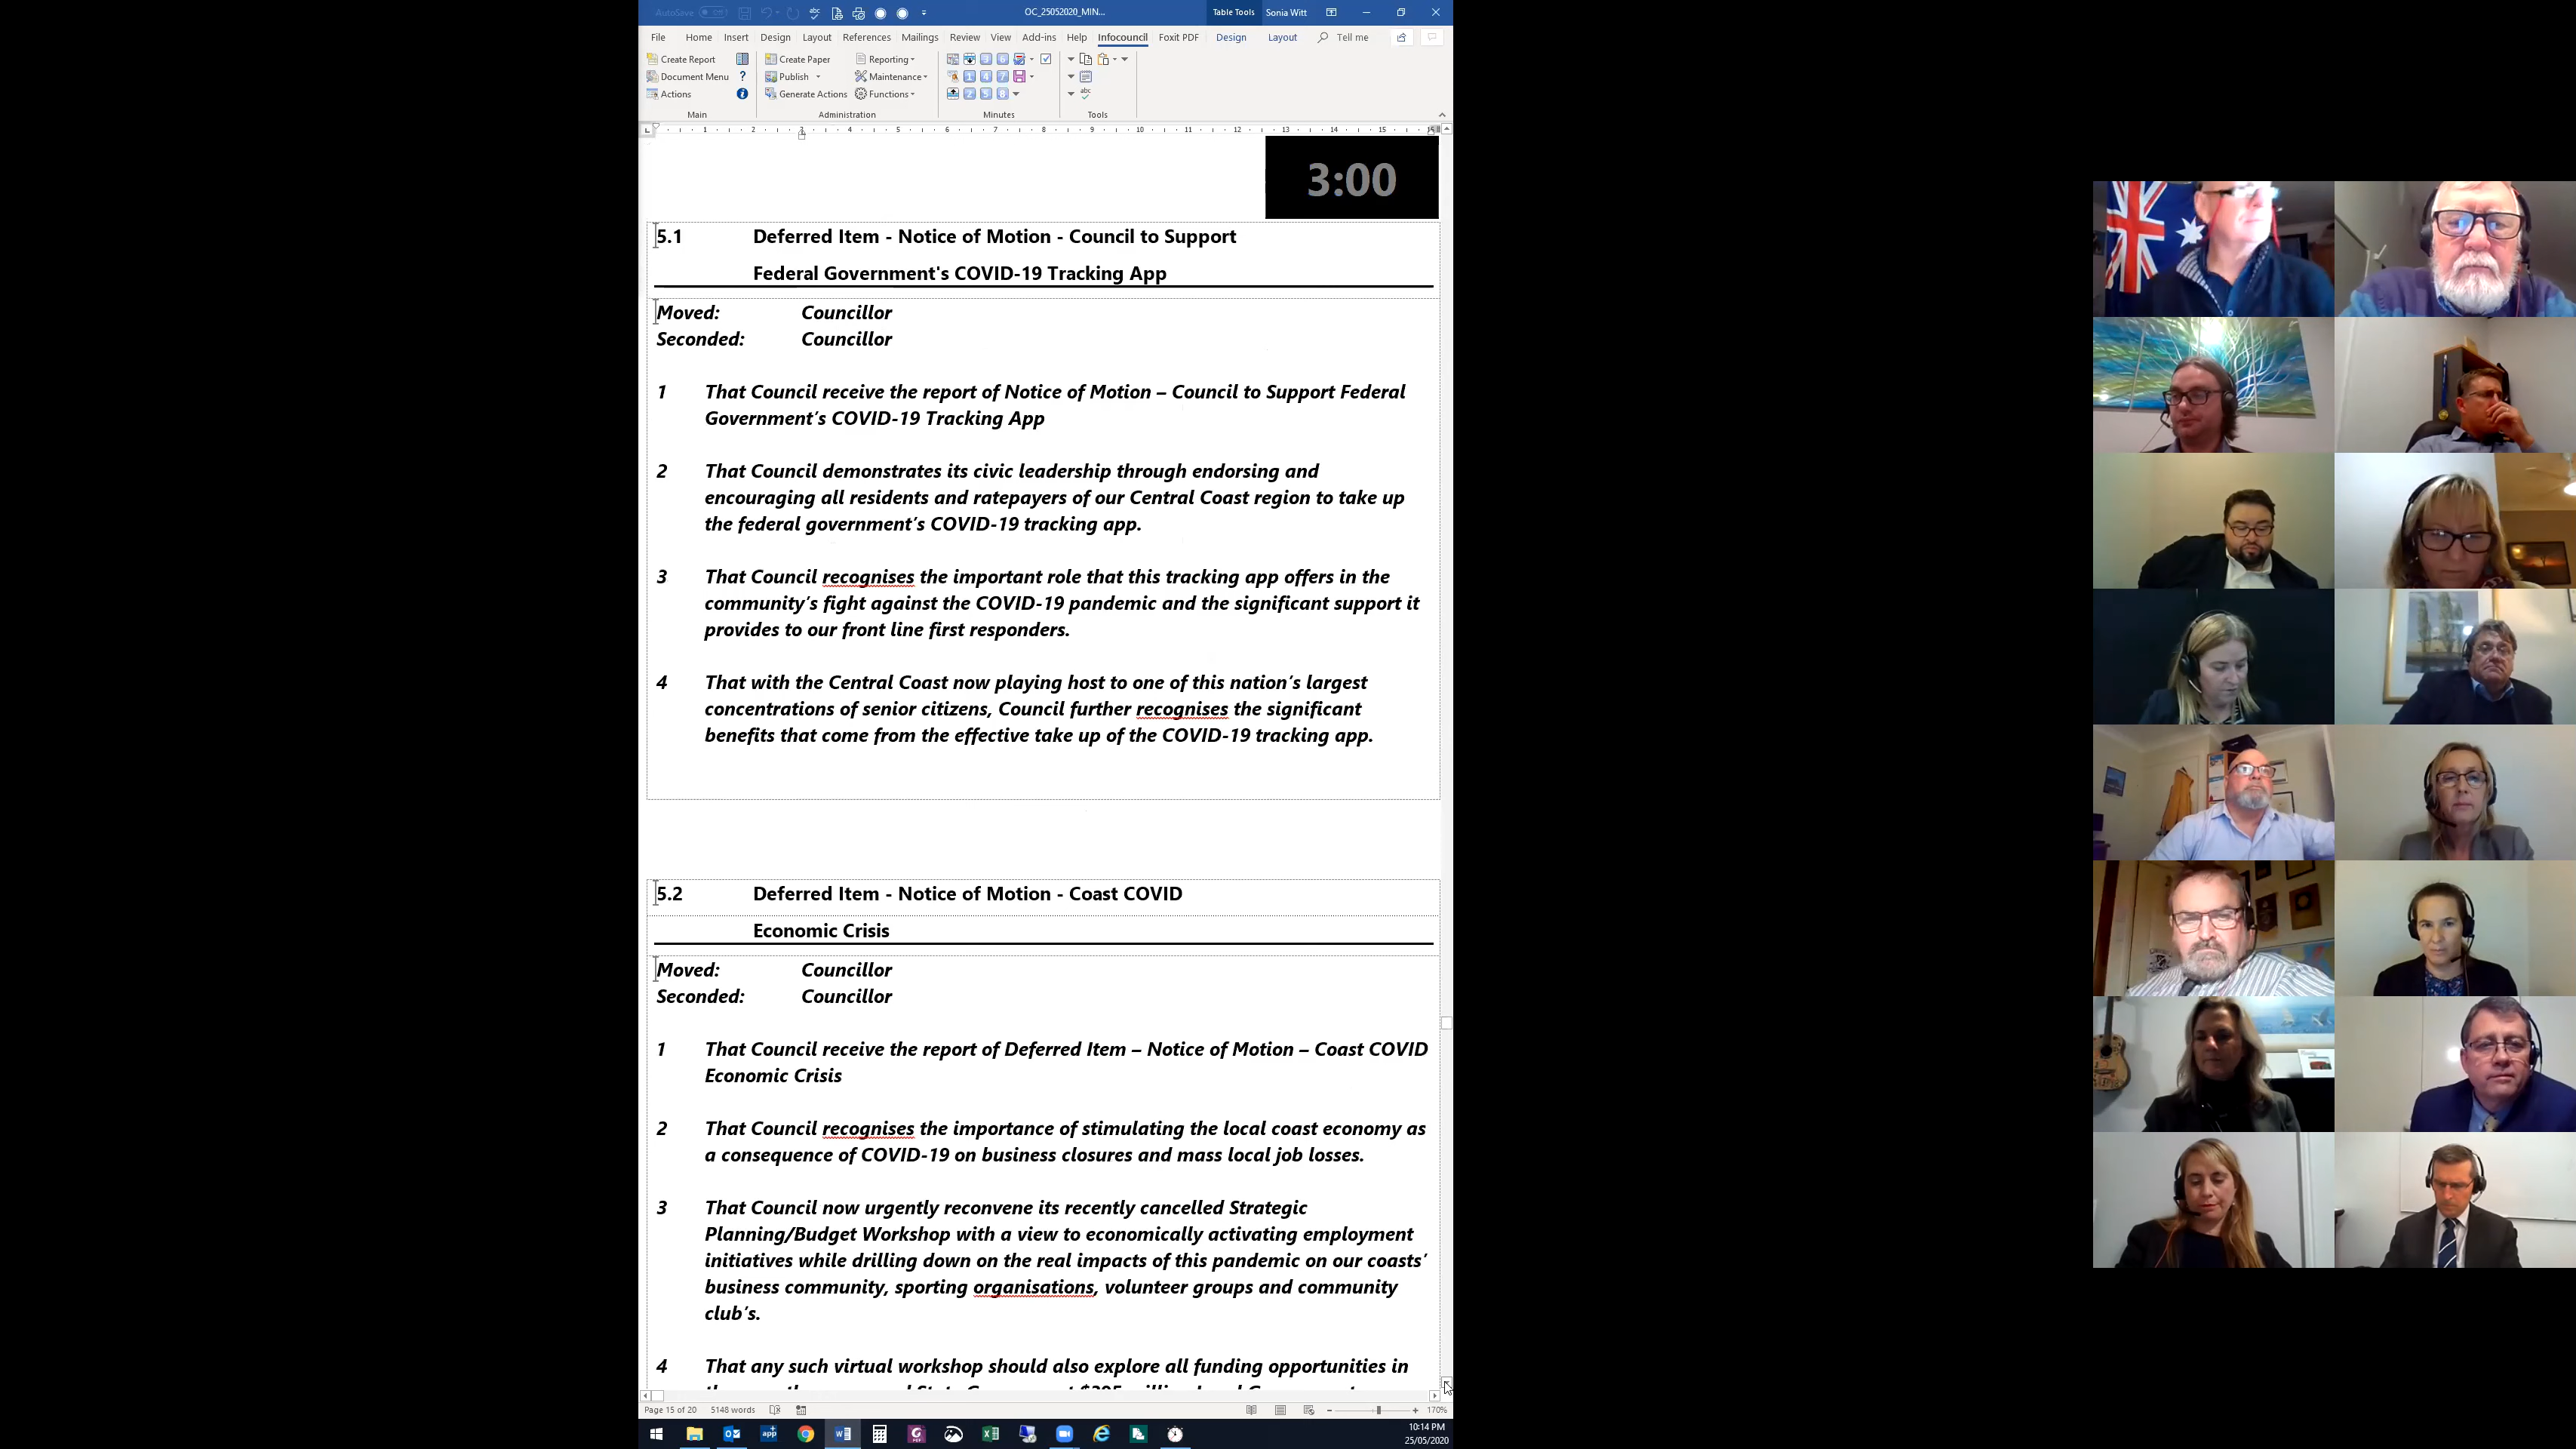 AutoSave
Off
OC_25052020_MIN...
Table Tools
Sonia Witt
File
Home
Insert
Design
Layout
References
Mailings
Review
View
Add-ins
Help
Infocouncil
Foxit PDF
Design
Layout
Tell me
Create Report
Create Paper
Reporting
Document Menu
Publish
Maintenance
Actions
Generate Actions
Functions
Main
Administration
Minutes
Tools
3:00
5.1 Deferred Item - Notice of Motion - Council to Support
Federal Government's COVID-19 Tracking App
Moved: Councillor
Seconded: Councillor
1 That Council receive the report of Notice of Motion – Council to Support Federal
Government's COVID-19 Tracking App
2 That Council demonstrates its civic leadership through endorsing and
encouraging all residents and ratepayers of our Central Coast region to take up
the federal government's COVID-19 tracking app.
3 That Council recognises the important role that this tracking app offers in the
community's fight against the COVID-19 pandemic and the significant support it
provides to our front line first responders.
4 That with the Central Coast now playing host to one of this nation's largest
concentrations of senior citizens, Council further recognises the significant
benefits that come from the effective take up of the COVID-19 tracking app.
5.2 Deferred Item - Notice of Motion - Coast COVID
Economic Crisis
Moved: Councillor
Seconded: Councillor
1 That Council receive the report of Deferred Item – Notice of Motion – Coast COVID
Economic Crisis
2 That Council recognises the importance of stimulating the local coast economy as
a consequence of COVID-19 on business closures and mass local job losses.
3 That Council now urgently reconvene its recently cancelled Strategic
Planning/Budget Workshop with a view to economically activating employment
initiatives while drilling down on the real impacts of this pandemic on our coasts'
business community, sporting organisations, volunteer groups and community
club's.
4 That any such virtual workshop should also explore all funding opportunities in
Page 15 of 20
5148 words
170%
10:14 PM
25/05/2020